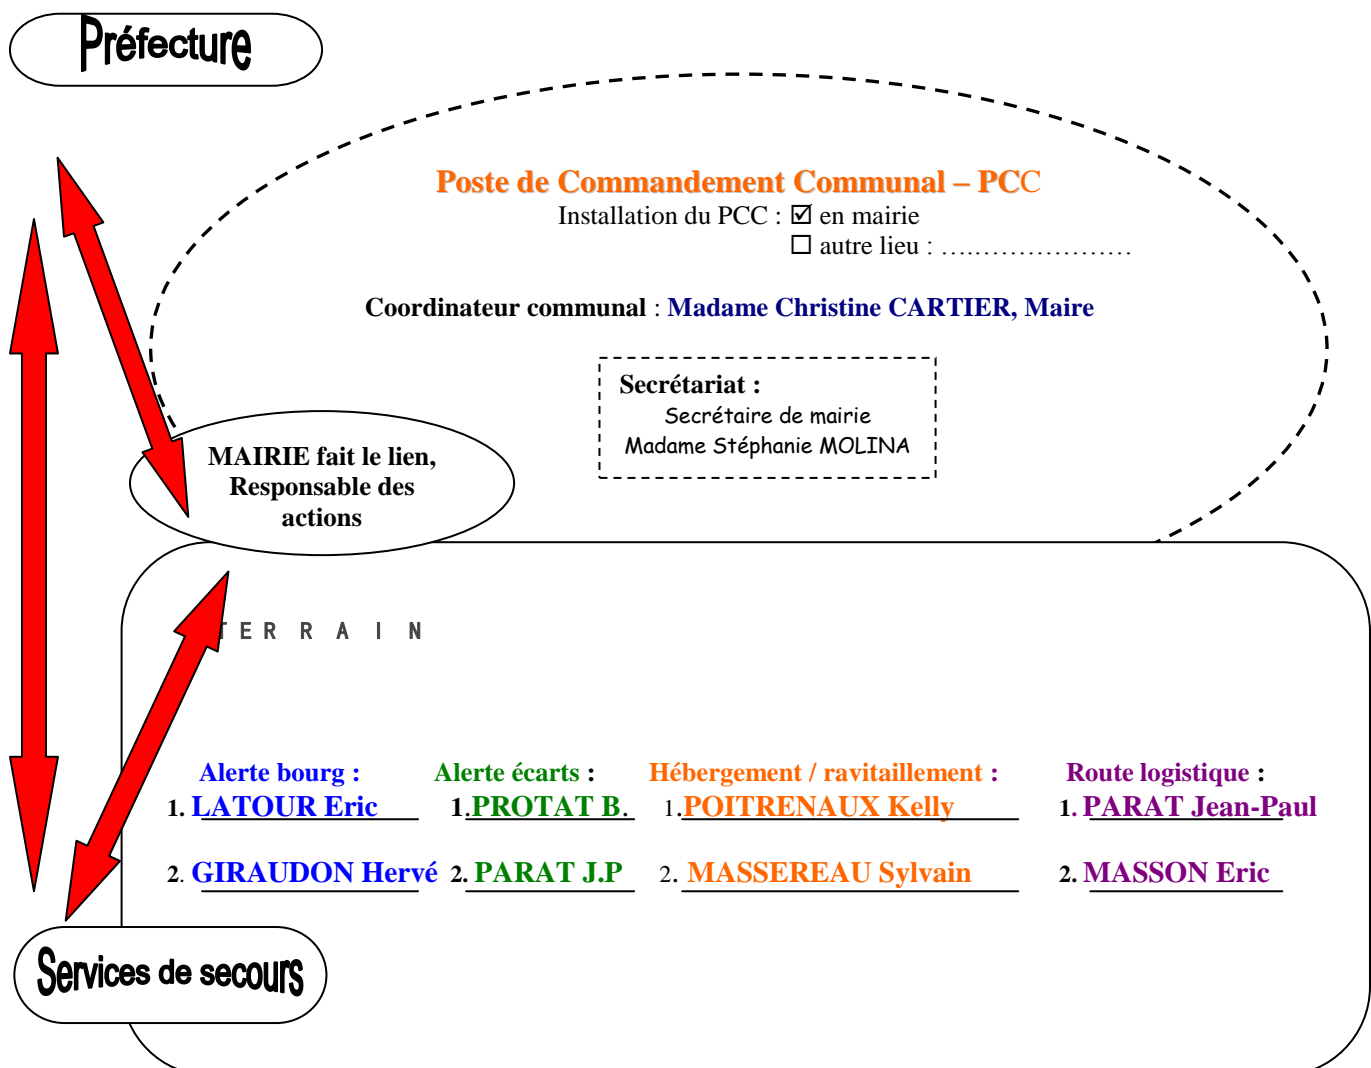 Préfecture
Poste de Commandement Communal – PCC
Installation du PCC : ☑ en mairie
☐ autre lieu : ….………………
Coordinateur communal : Madame Christine CARTIER, Maire
Secrétariat :
Secrétaire de mairie
Madame Stéphanie MOLINA
MAIRIE fait le lien,
Responsable des
actions
T E R R A I N
Alerte bourg : Alerte écarts : Hébergement / ravitaillement : Route logistique :
1. LATOUR Eric 1.PROTAT B. 1.POITRENAUX Kelly 1. PARAT Jean-Paul
2. GIRAUDON Hervé 2. PARAT J.P 2. MASSEREAU Sylvain 2. MASSON Eric
Services de secours